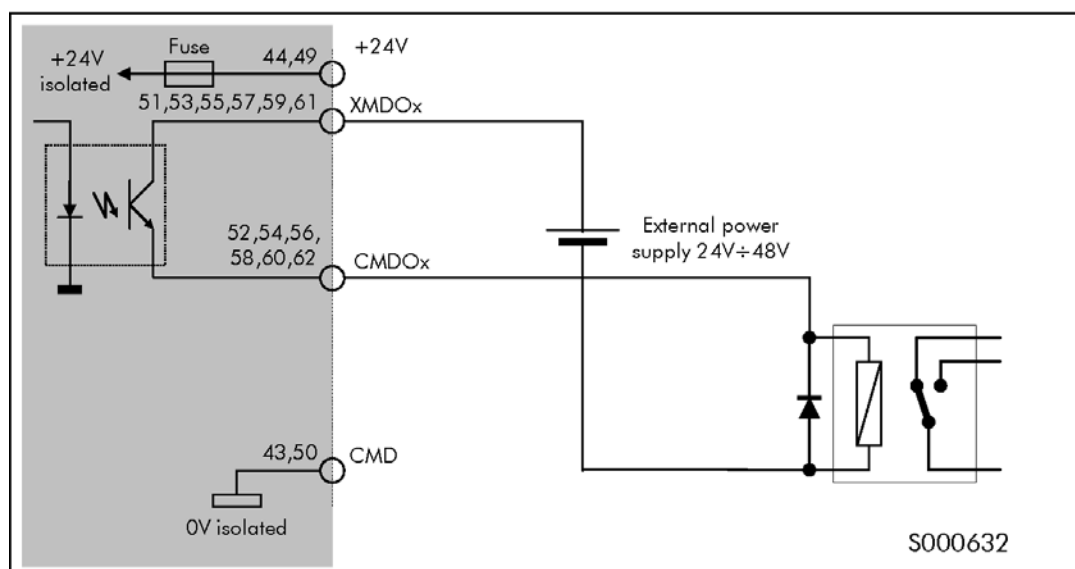 Fuse
+24V
isolated
44,49
+24V
51,53,55,57,59,61
XMDOx
52,54,56,
58,60,62
CMDOx
External power
supply 24V÷48V
43,50
CMD
0V isolated
S000632